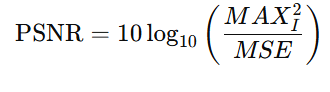 PSNR = 10 log₁₀ (MAX_I² / MSE)